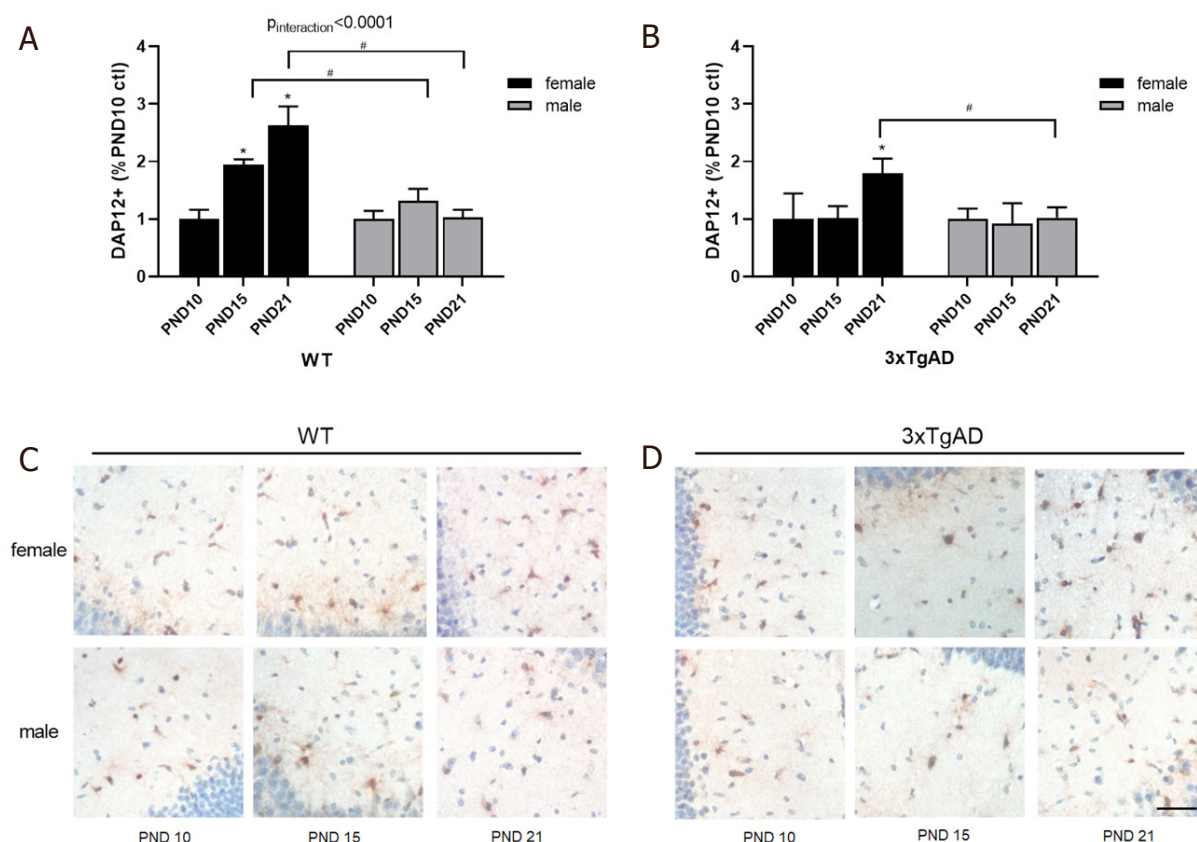 A
p interaction<0.0001
#
#
*
*
DAP12+ (% PND10 ctl)
4
3
2
1
0
female
male
PND10
PND15
PND21
PND10
PND15
PND21
WT
B
#
*
DAP12+ (% PND10 ctl)
4
3
2
1
0
female
male
PND10
PND15
PND21
PND10
PND15
PND21
3xTgAD
C
WT
female
male
PND 10
PND 15
PND 21
D
3xTgAD
PND 10
PND 15
PND 21